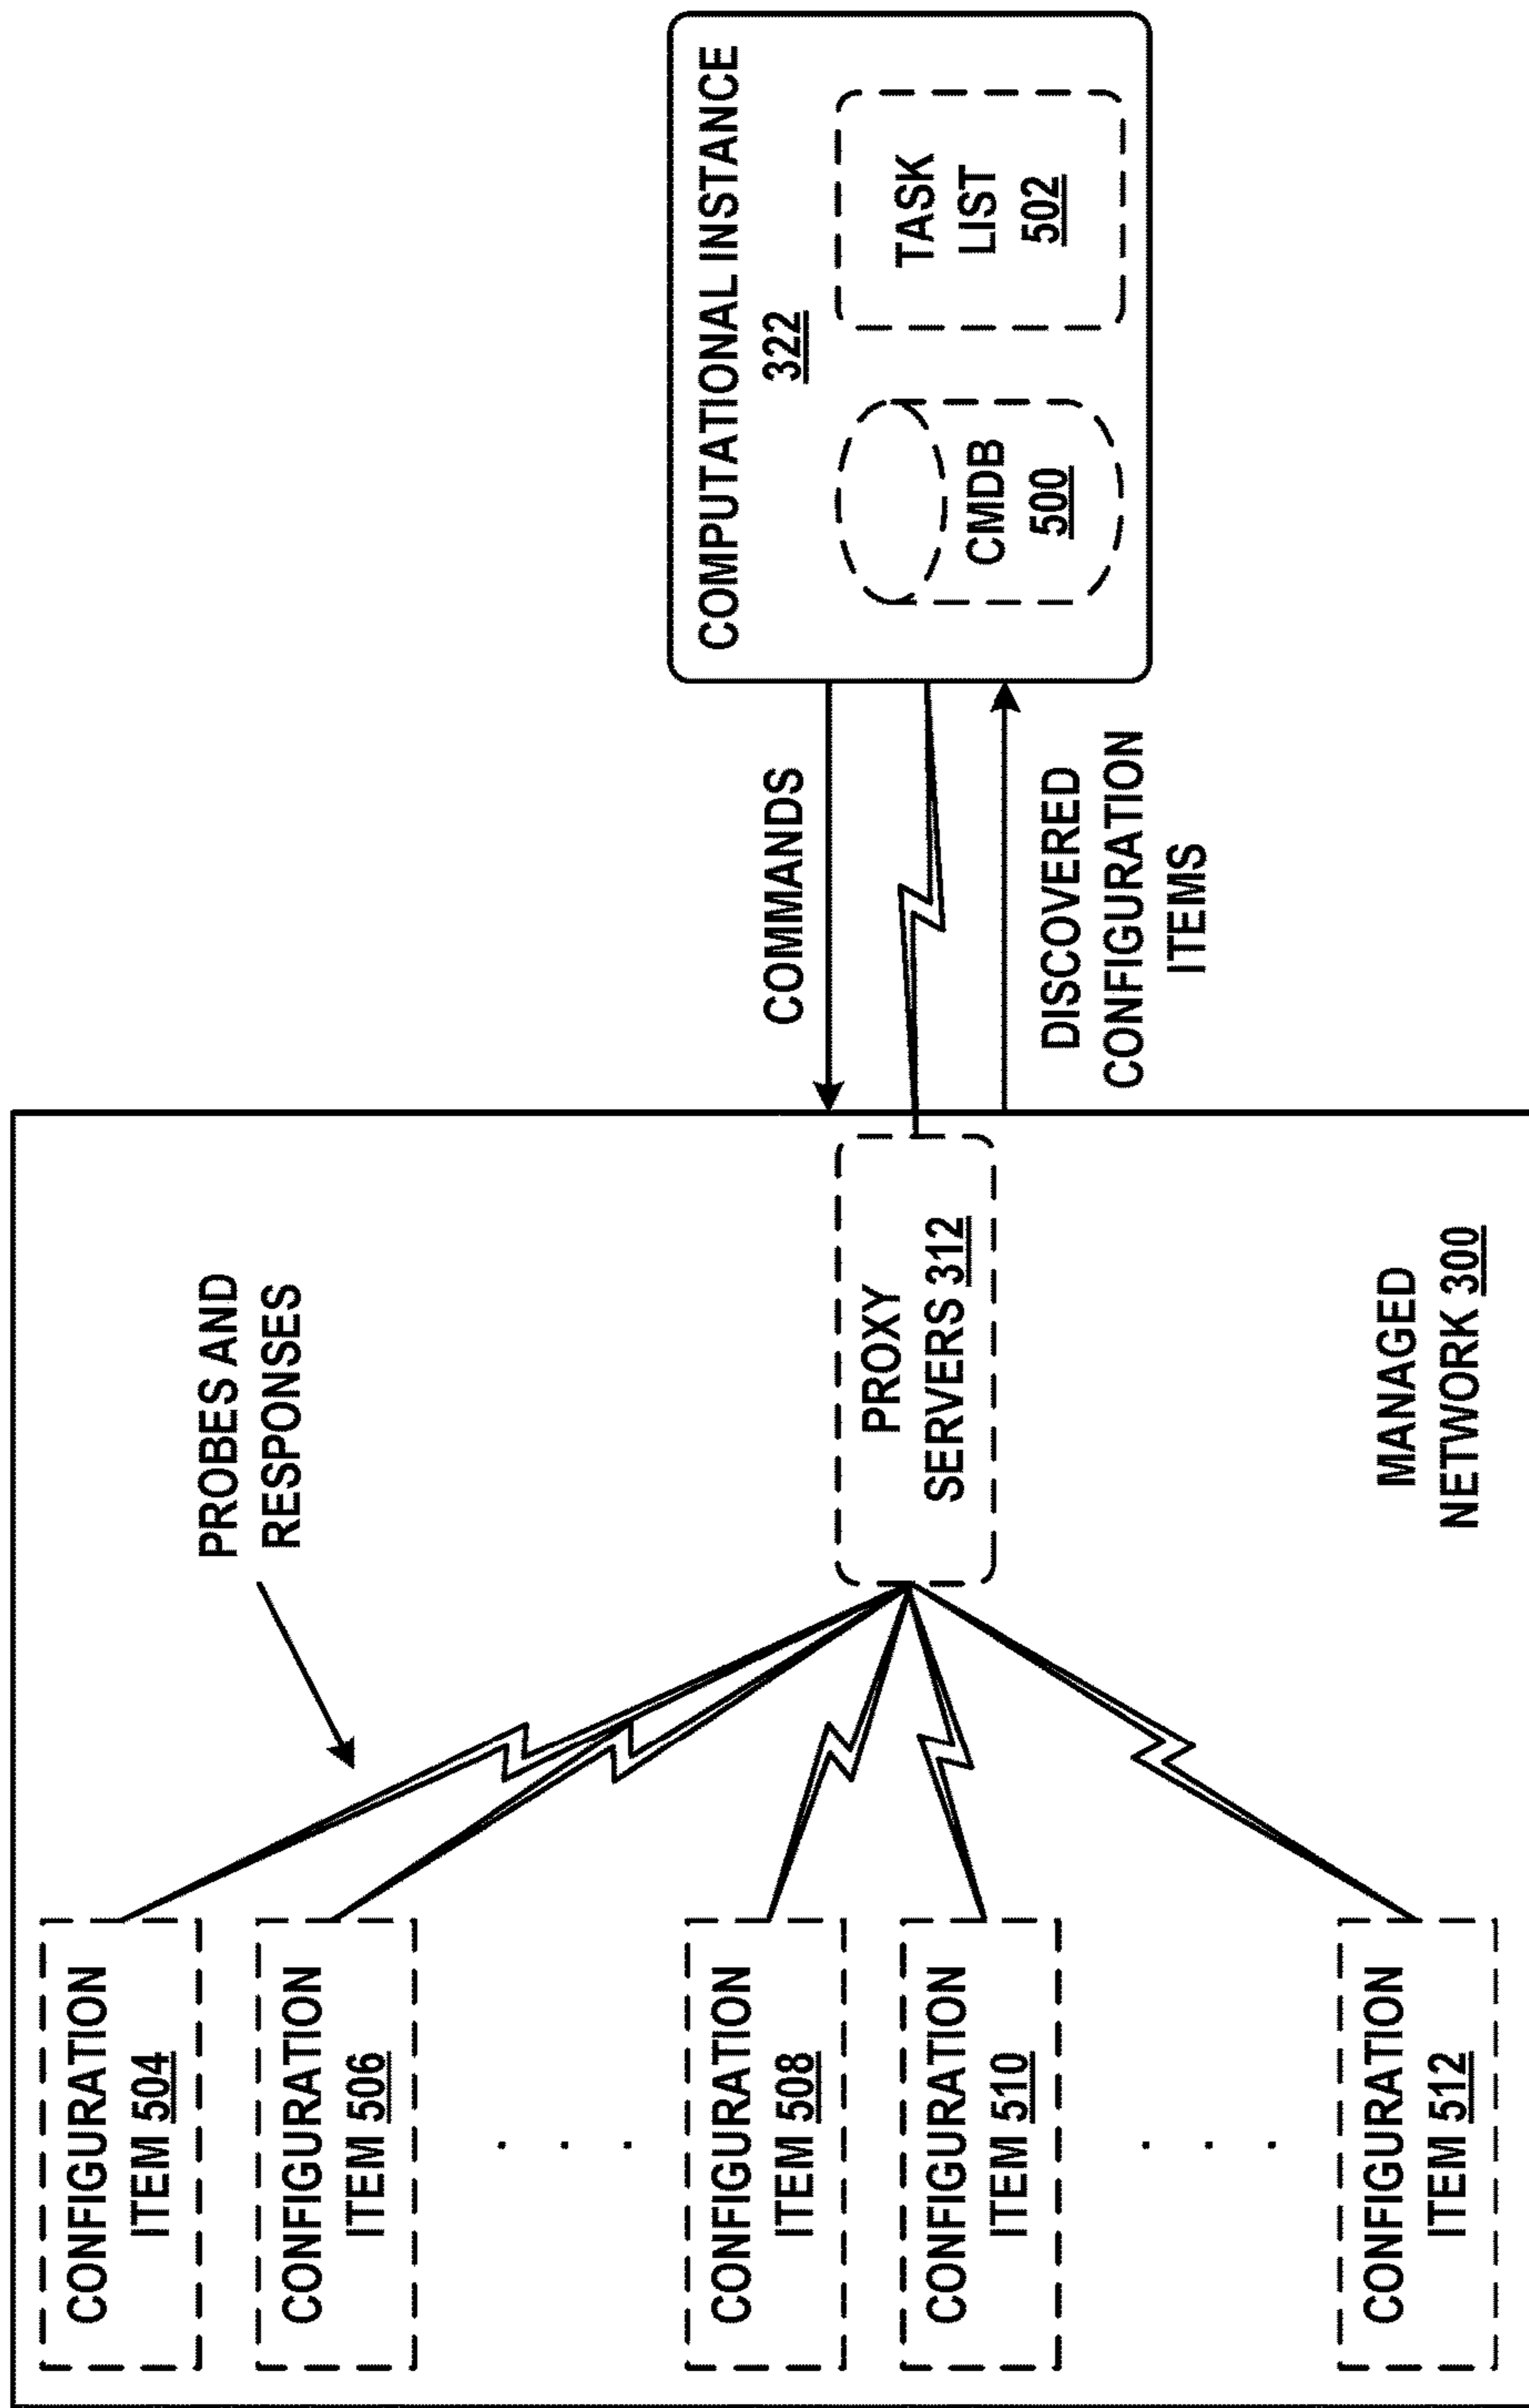 CONFIGURATION
ITEM 504
CONFIGURATION
ITEM 506
. . .
CONFIGURATION
ITEM 508
CONFIGURATION
ITEM 510
. . .
CONFIGURATION
ITEM 512
PROBES AND
RESPONSES
PROXY
SERVERS 312
MANAGED
NETWORK 300
COMMANDS
DISCOVERED
CONFIGURATION
ITEMS
COMPUTATIONAL INSTANCE
322
CMDB
500
TASK
LIST
502